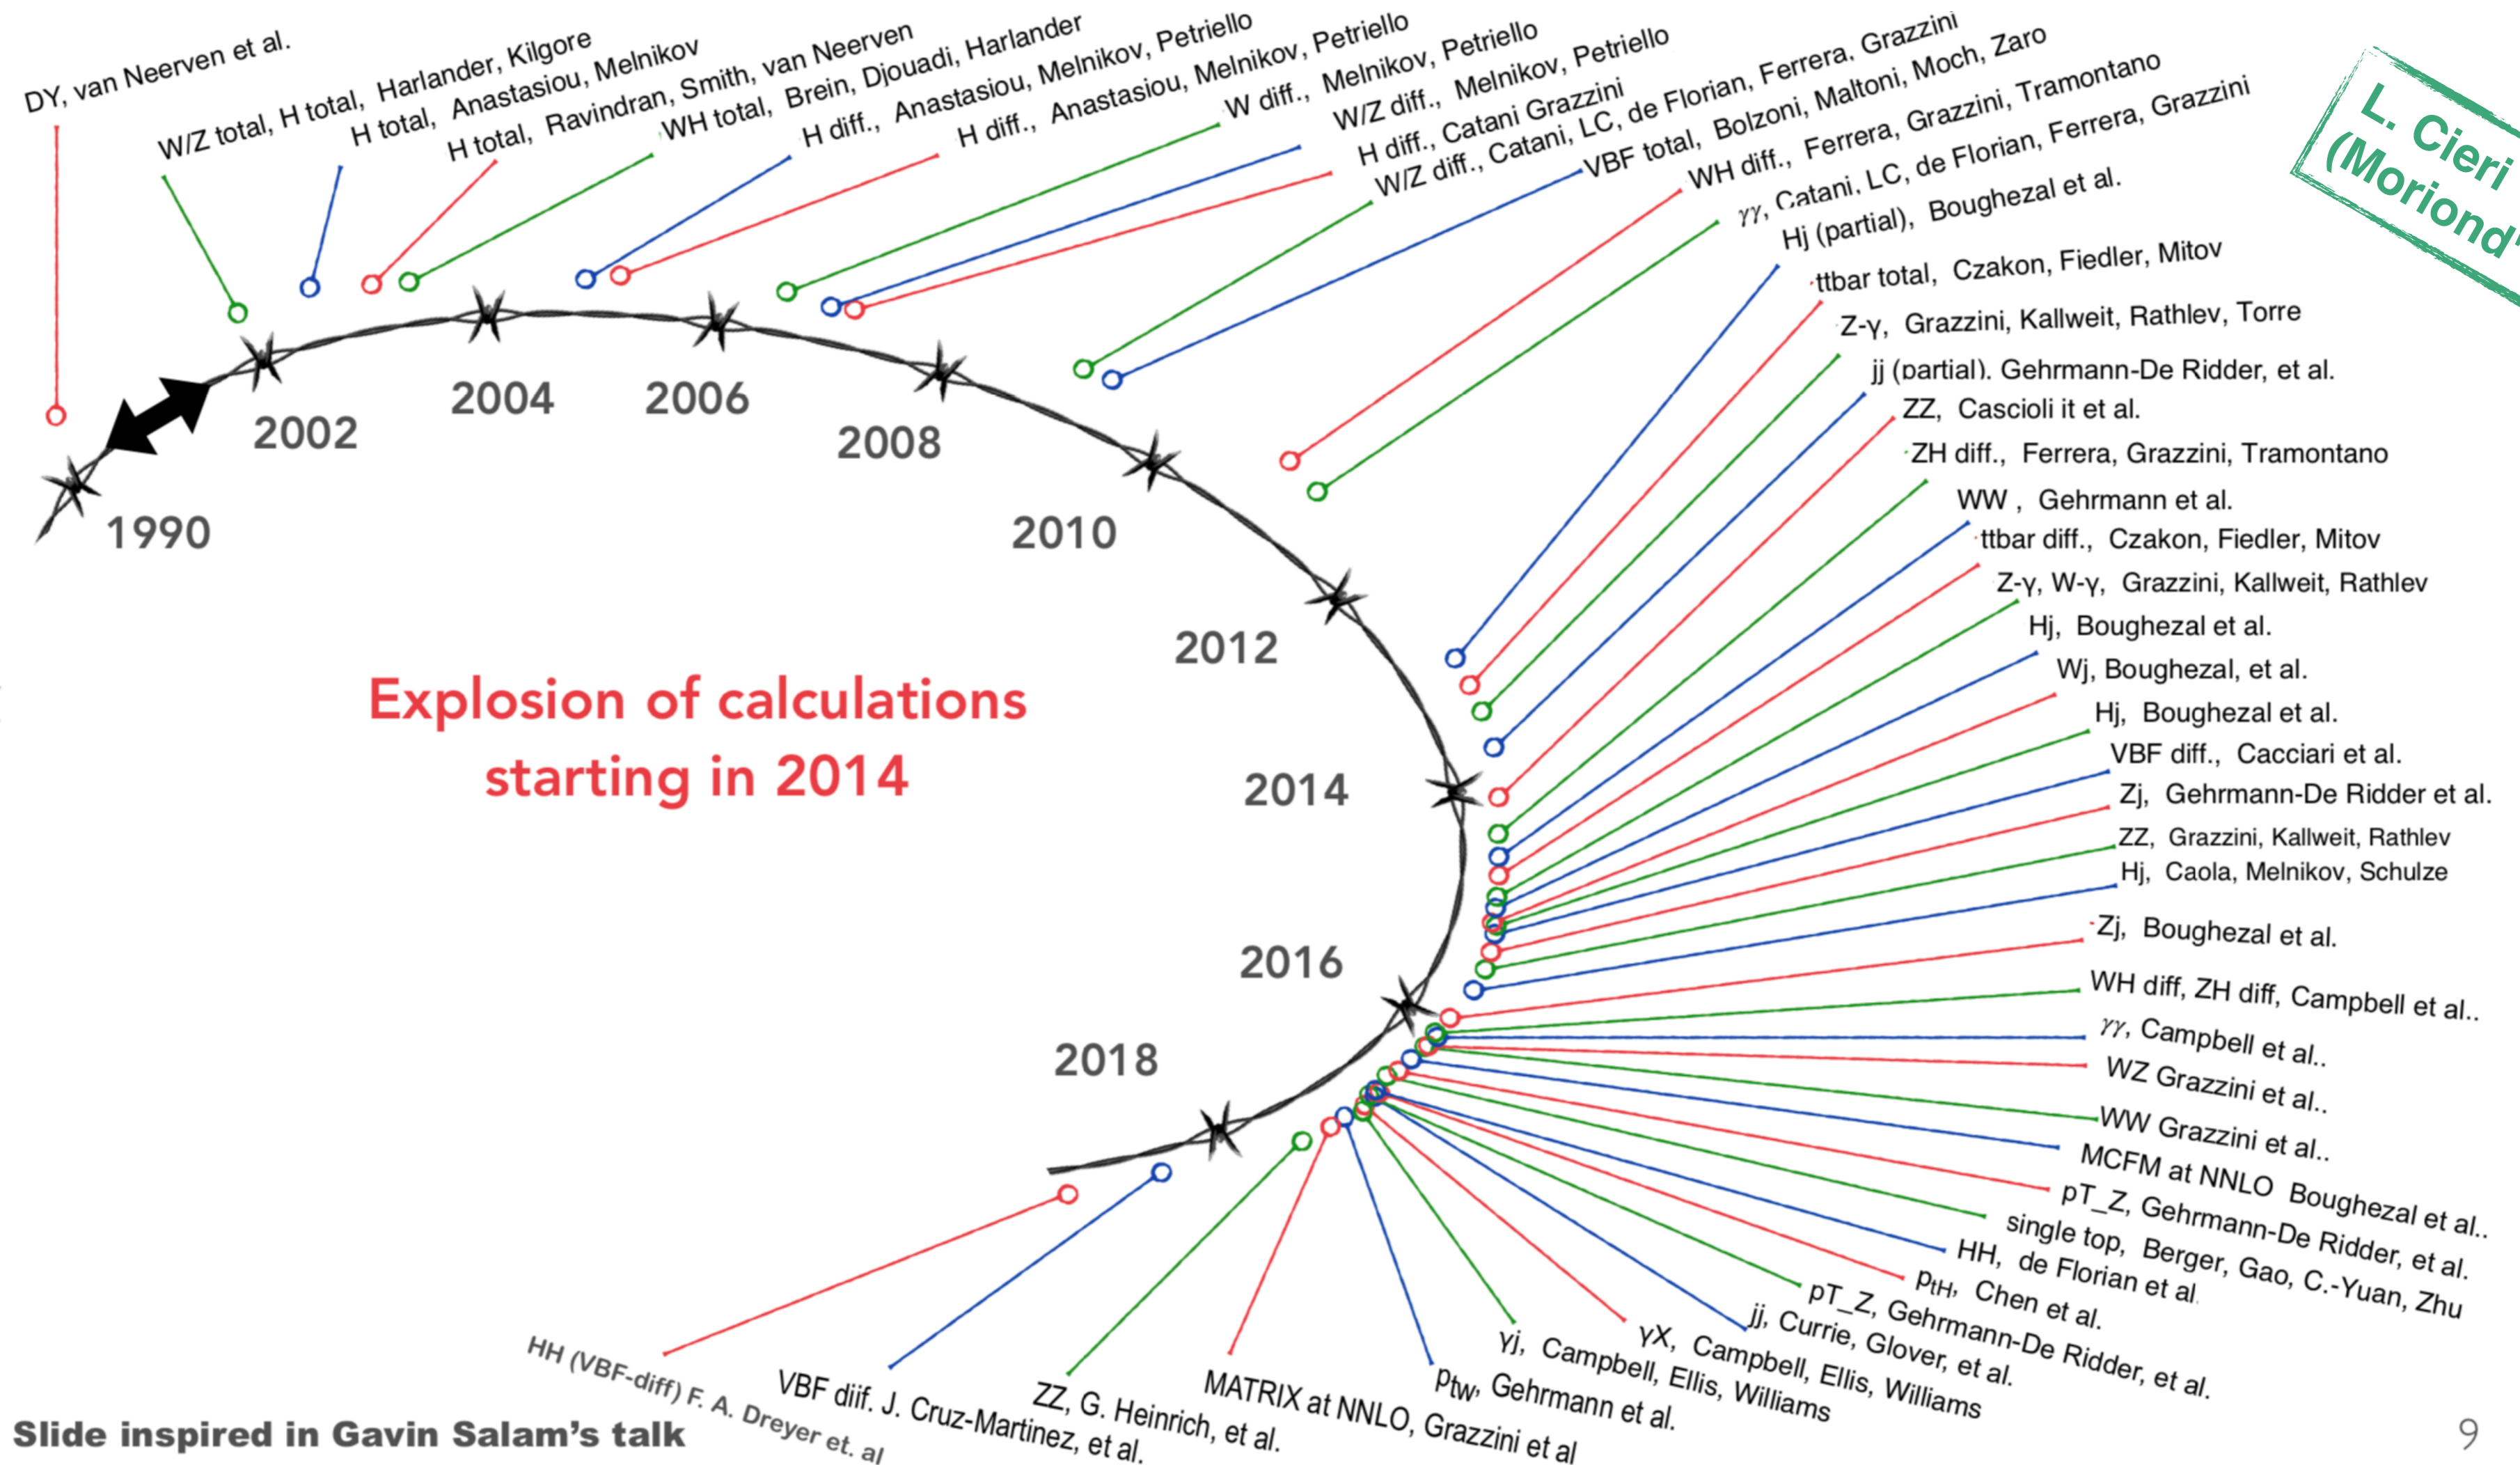 DY, van Neerven et al.
W/Z total, H total, Harlander, Kilgore
H total, Anastasiou, Melnikov
H total, Ravindran, Smith, van Neerven
WH total, Brein, Djouadi, Harlander
H diff., Anastasiou, Melnikov, Petriello
H diff., Anastasiou, Melnikov, Petriello
W diff., Melnikov, Petriello
W/Z diff., Melnikov, Petriello
H diff., Catani Grazzini
W/Z diff., Catani, LC, de Florian, Ferrera, Grazzini
VBF total, Bolzoni, Maltoni, Moch, Zaro
WH diff., Ferrera, Grazzini, Tramontano
γγ, Catani, LC, de Florian, Ferrera, Grazzini
Hj (partial), Boughezal et al.
ttbar total, Czakon, Fiedler, Mitov
Z-γ, Grazzini, Kallweit, Rathlev, Torre
jj (partial). Gehrmann-De Ridder, et al.
ZZ, Cascioli it et al.
ZH diff., Ferrera, Grazzini, Tramontano
WW , Gehrmann et al.
ttbar diff., Czakon, Fiedler, Mitov
Z-γ, W-γ, Grazzini, Kallweit, Rathlev
Hj, Boughezal et al.
Wj, Boughezal, et al.
Hj, Boughezal et al.
VBF diff., Cacciari et al.
Zj, Gehrmann-De Ridder et al.
ZZ, Grazzini, Kallweit, Rathlev
Hj, Caola, Melnikov, Schulze
Zj, Boughezal et al.
WH diff, ZH diff, Campbell et al..
γγ, Campbell et al..
WZ Grazzini et al..
WW Grazzini et al..
MCFM at NNLO Boughezal et al..
pT_Z, Gehrmann-De Ridder, et al.
single top, Berger, Gao, C.-Yuan, Zhu
HH, de Florian et al.
ptH, Chen et al.
pT_Z, Gehrmann-De Ridder, et al.
jj, Currie, Glover, et al.
γX, Campbell, Ellis, Williams
γj, Campbell, Ellis, Williams
ptw, Gehrmann et al.
MATRIX at NNLO, Grazzini et al
ZZ, G. Heinrich, et al.
VBF diif. J. Cruz-Martinez, et al.
HH (VBF-diff) F. A. Dreyer et. al
1990
2002
2004
2006
2008
2010
2012
2014
2016
2018
Explosion of calculations
starting in 2014
L. Cieri
(Moriond'
Slide inspired in Gavin Salam's talk
9